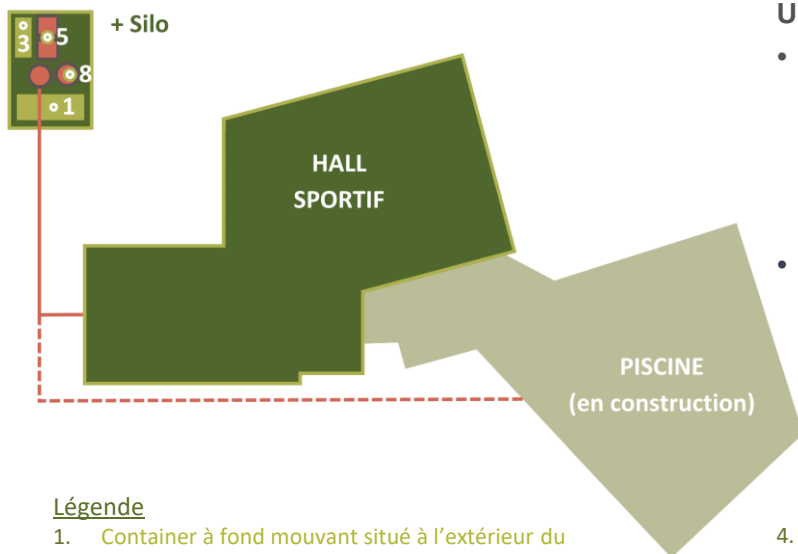 + Silo
3
5
8
1
HALL
SPORTIF
PISCINE
(en construction)
U
•
•
Légende
1. Container à fond mouvant situé à l'extérieur du
4.